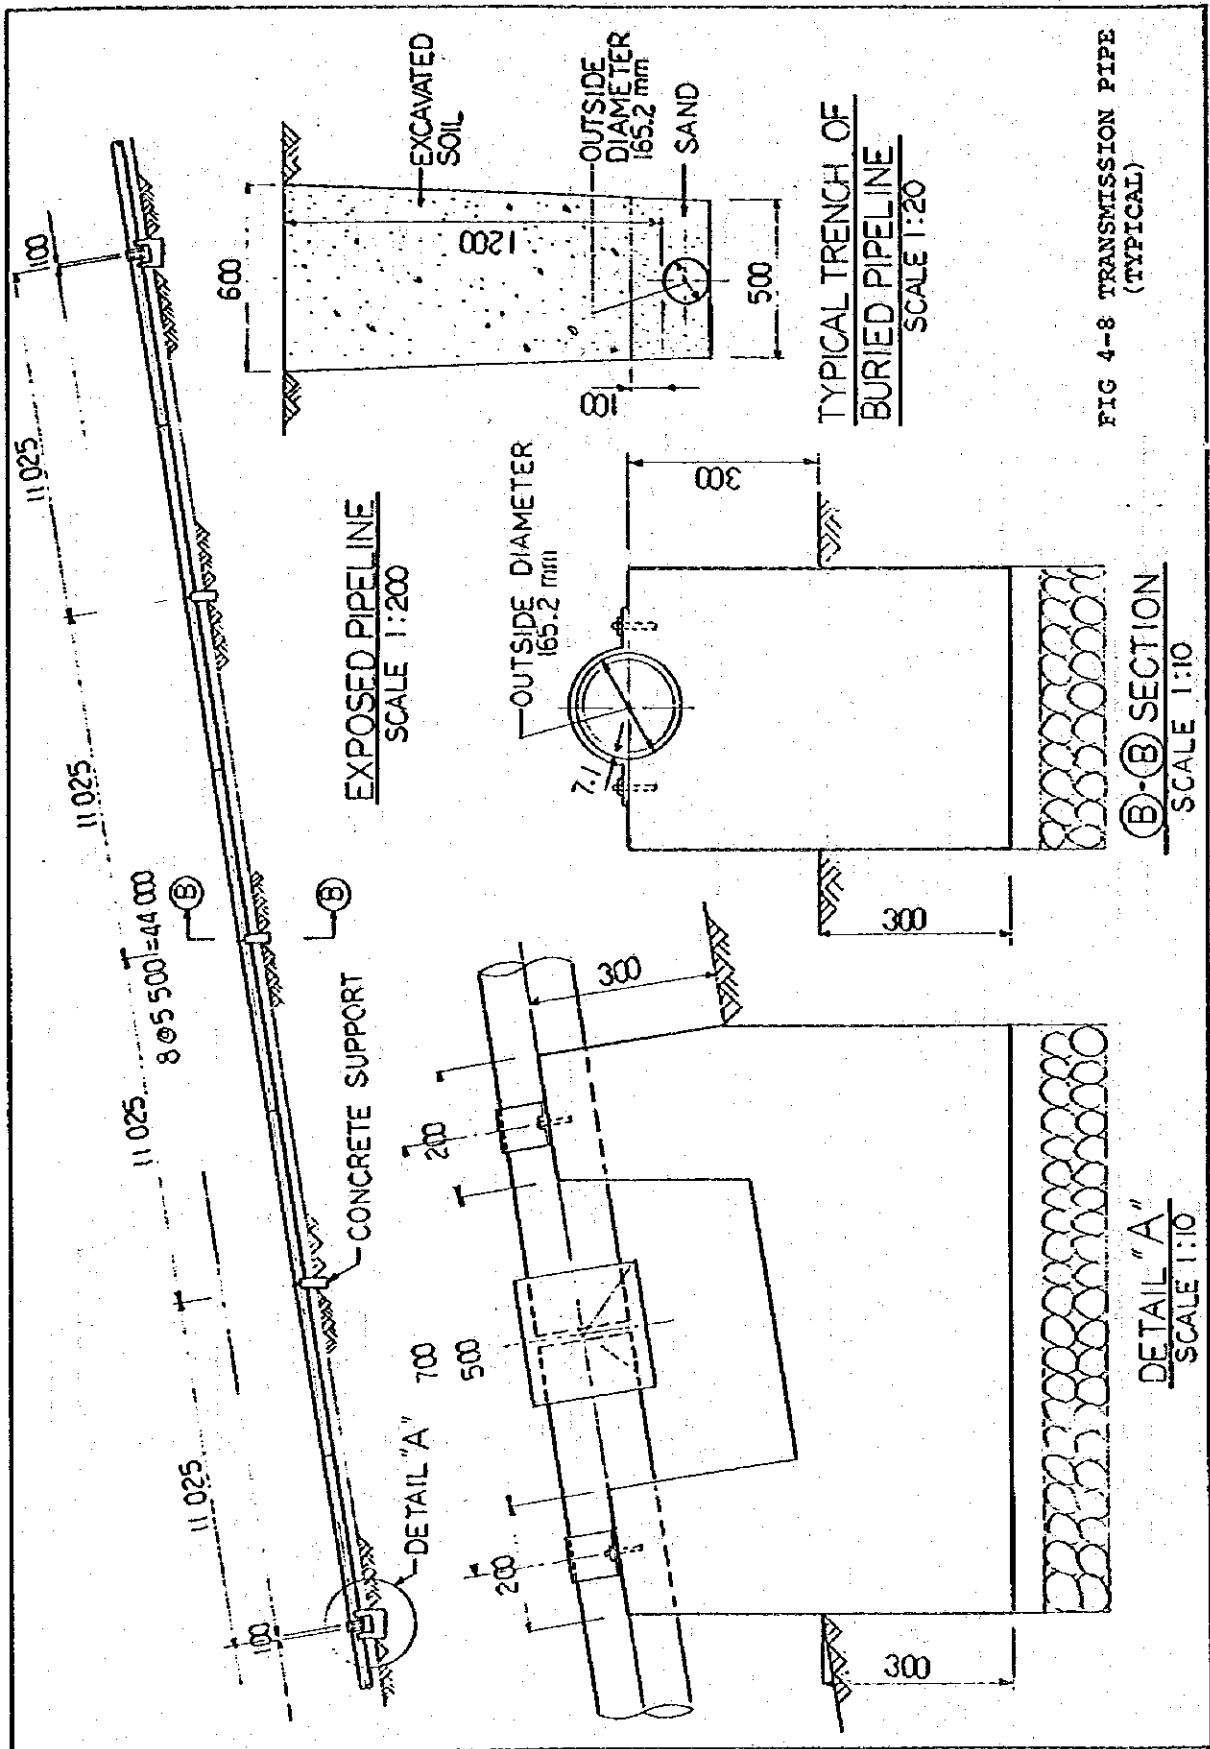 100
11 025
11 025
11 025
11 025
100
8@5 500=44 000
B
B
CONCRETE SUPPORT
DETAIL "A"
EXPOSED PIPELINE
SCALE 1:200
600
EXCAVATED
SOIL
1200
OUTSIDE
DIAMETER
165.2 mm
SAND
100
500
TYPICAL TRENCH OF
BURIED PIPELINE
SCALE 1:20
200
700
500
200
300
300
DETAIL "A"
SCALE 1:10
OUTSIDE DIAMETER
165.2 mm
7.1
300
300
B-B SECTION
SCALE 1:10
FIG 4-8 TRANSMISSION PIPE
(TYPICAL)